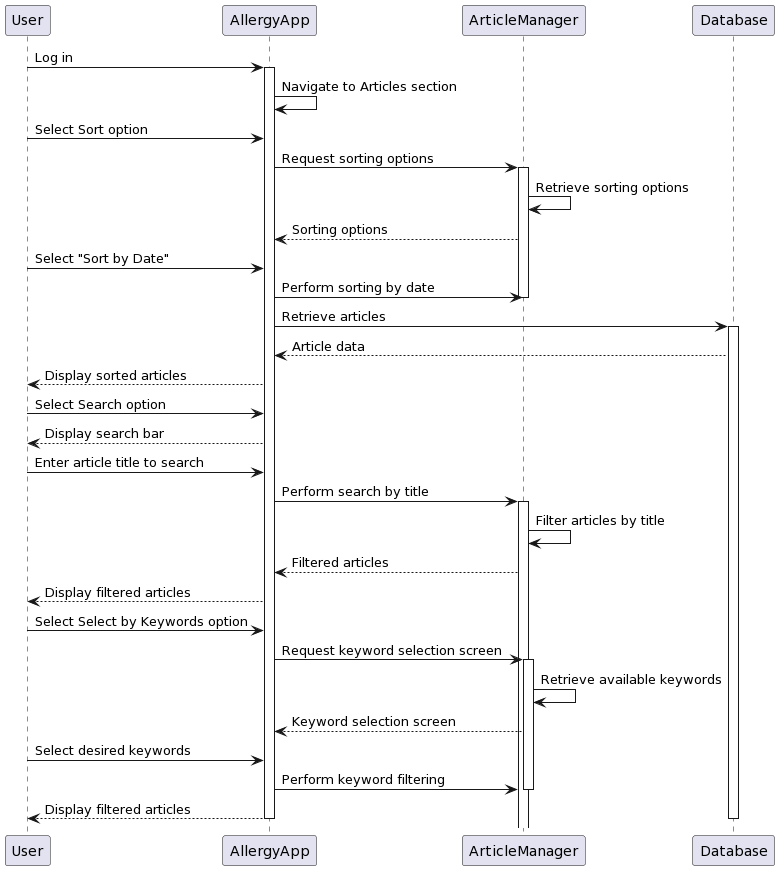 User AllergyApp ArticleManager Database
Log in
Navigate to Articles section
Select Sort option
Request sorting options
Retrieve sorting options
Sorting options
Select "Sort by Date"
Perform sorting by date
Retrieve articles
Article data
Display sorted articles
Select Search option
Display search bar
Enter article title to search
Perform search by title
Filter articles by title
Filtered articles
Display filtered articles
Select Select by Keywords option
Request keyword selection screen
Retrieve available keywords
Keyword selection screen
Select desired keywords
Perform keyword filtering
Display filtered articles
User AllergyApp ArticleManager Database